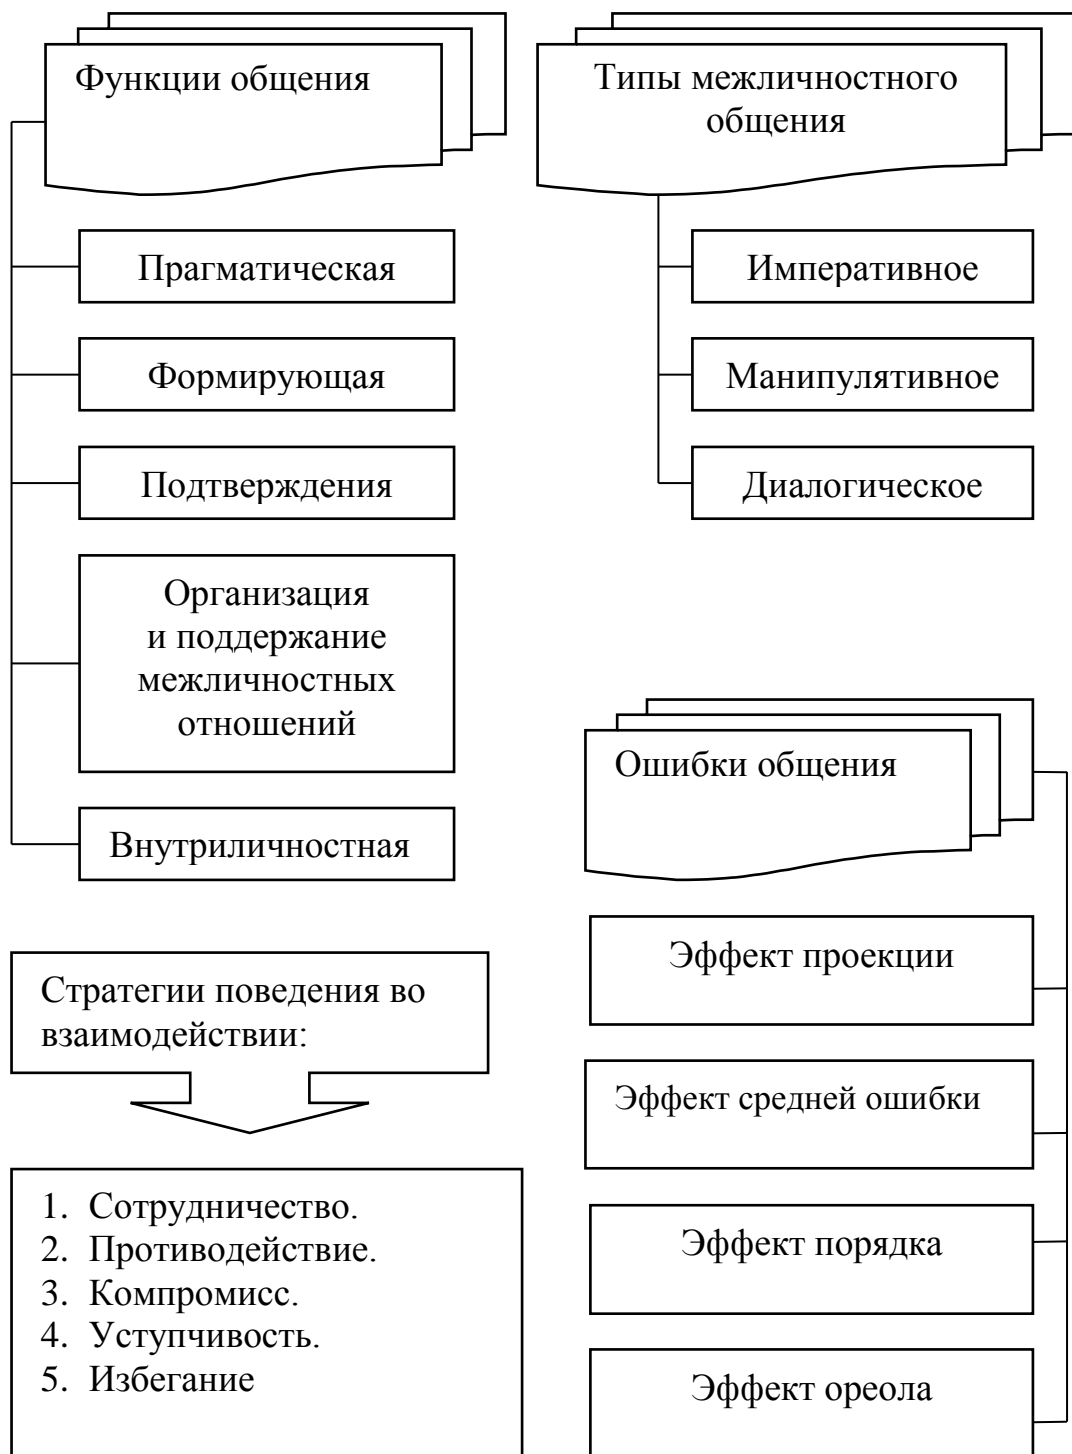 Функции общения
Прагматическая
Формирующая
Подтверждения
Организация
и поддержание
межличностных
отношений
Внутриличностная
Типы межличностного
общения
Императивное
Манипулятивное
Диалогическое
Ошибки общения
Эффект проекции
Эффект средней ошибки
Эффект порядка
Эффект ореола
Стратегии поведения во
взаимодействии:
1. Сотрудничество.
2. Противодействие.
3. Компромисс.
4. Уступчивость.
5. Избегание